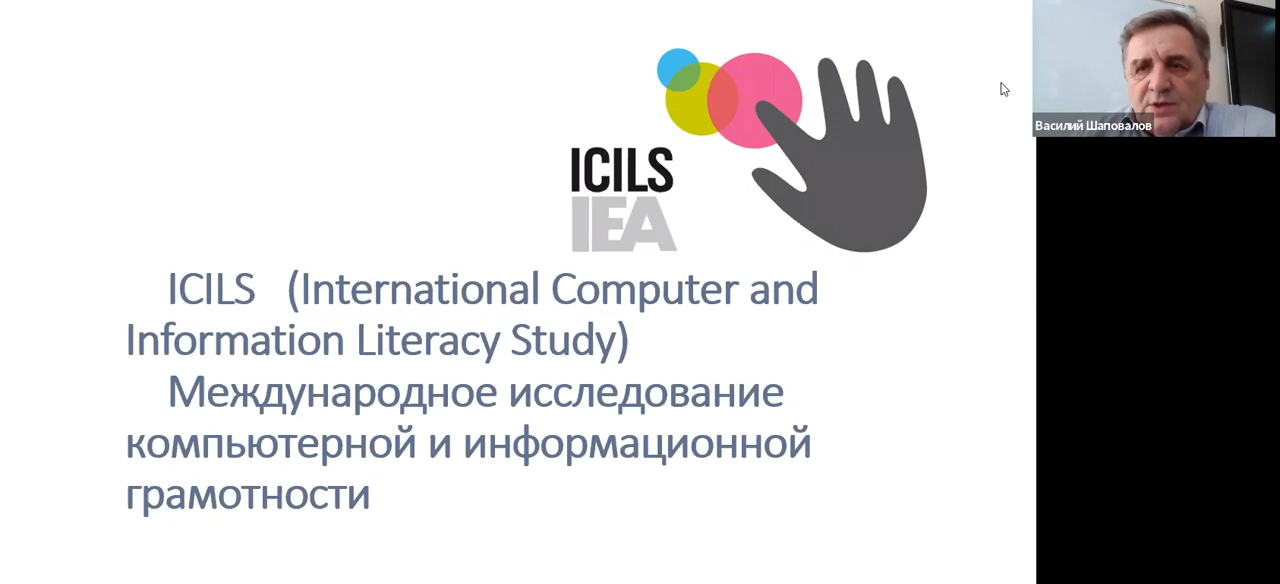 ICILS
IEA
ICILS (International Computer and
Information Literacy Study)
Международное исследование
компьютерной и информационной
грамотности
Василий Шаповалов